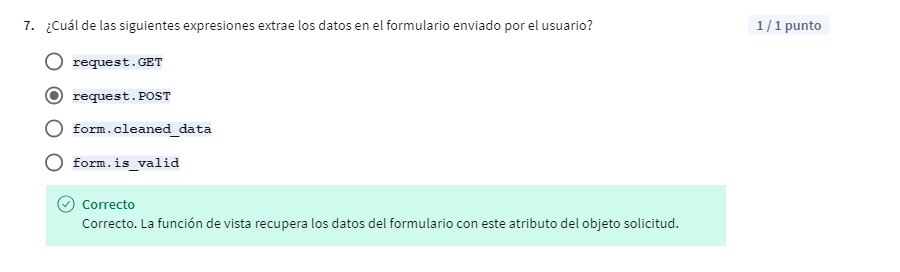 7. ¿Cuál de las siguientes expresiones extrae los datos en el formulario enviado por el usuario?
1 / 1 punto
request.GET
request.POST
form.cleaned_data
form.is_valid
Correcto
Correcto. La función de vista recupera los datos del formulario con este atributo del objeto solicitud.